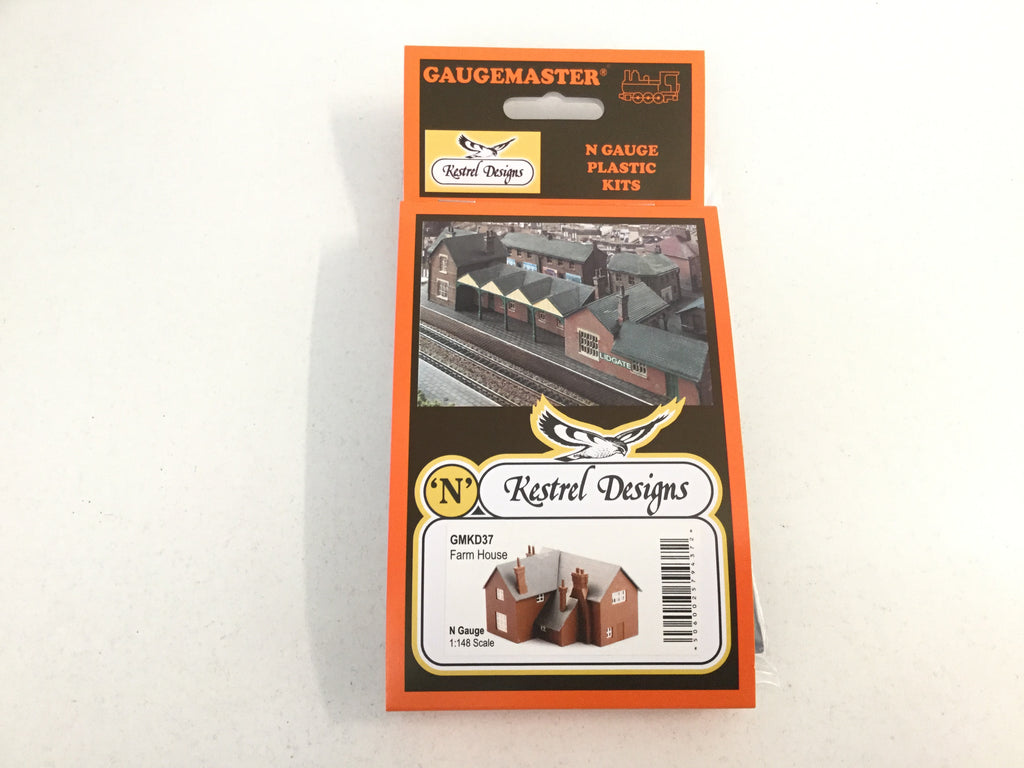 GAUGEMASTER®
Kestrel Designs
N GAUGE
PLASTIC
KITS
LIDGATE
'N'
Kestrel Designs
GMKD37
Farm House
N Gauge
1:148 Scale